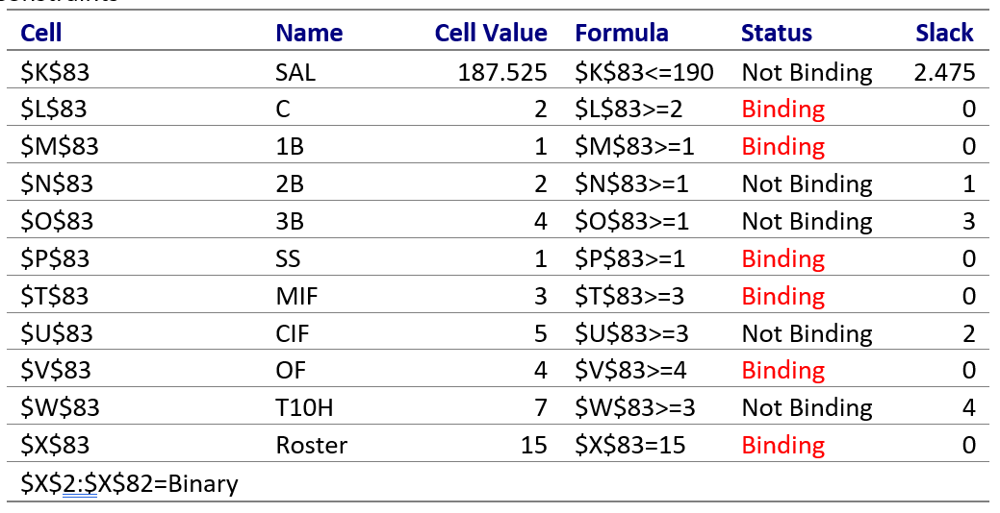 Cell Name Cell Value Formula Status Slack
$K$83 SAL 187.525 $K$83<=190 Not Binding 2.475
$L$83 C 2 $L$83>=2 Binding 0
$M$83 1B 1 $M$83>=1 Binding 0
$N$83 2B 2 $N$83>=1 Not Binding 1
$O$83 3B 4 $O$83>=1 Not Binding 3
$P$83 SS 1 $P$83>=1 Binding 0
$T$83 MIF 3 $T$83>=3 Binding 0
$U$83 CIF 5 $U$83>=3 Not Binding 2
$V$83 OF 4 $V$83>=4 Binding 0
$W$83 T10H 7 $W$83>=3 Not Binding 4
$X$83 Roster 15 $X$83=15 Binding 0
$X$2:$X$82=Binary